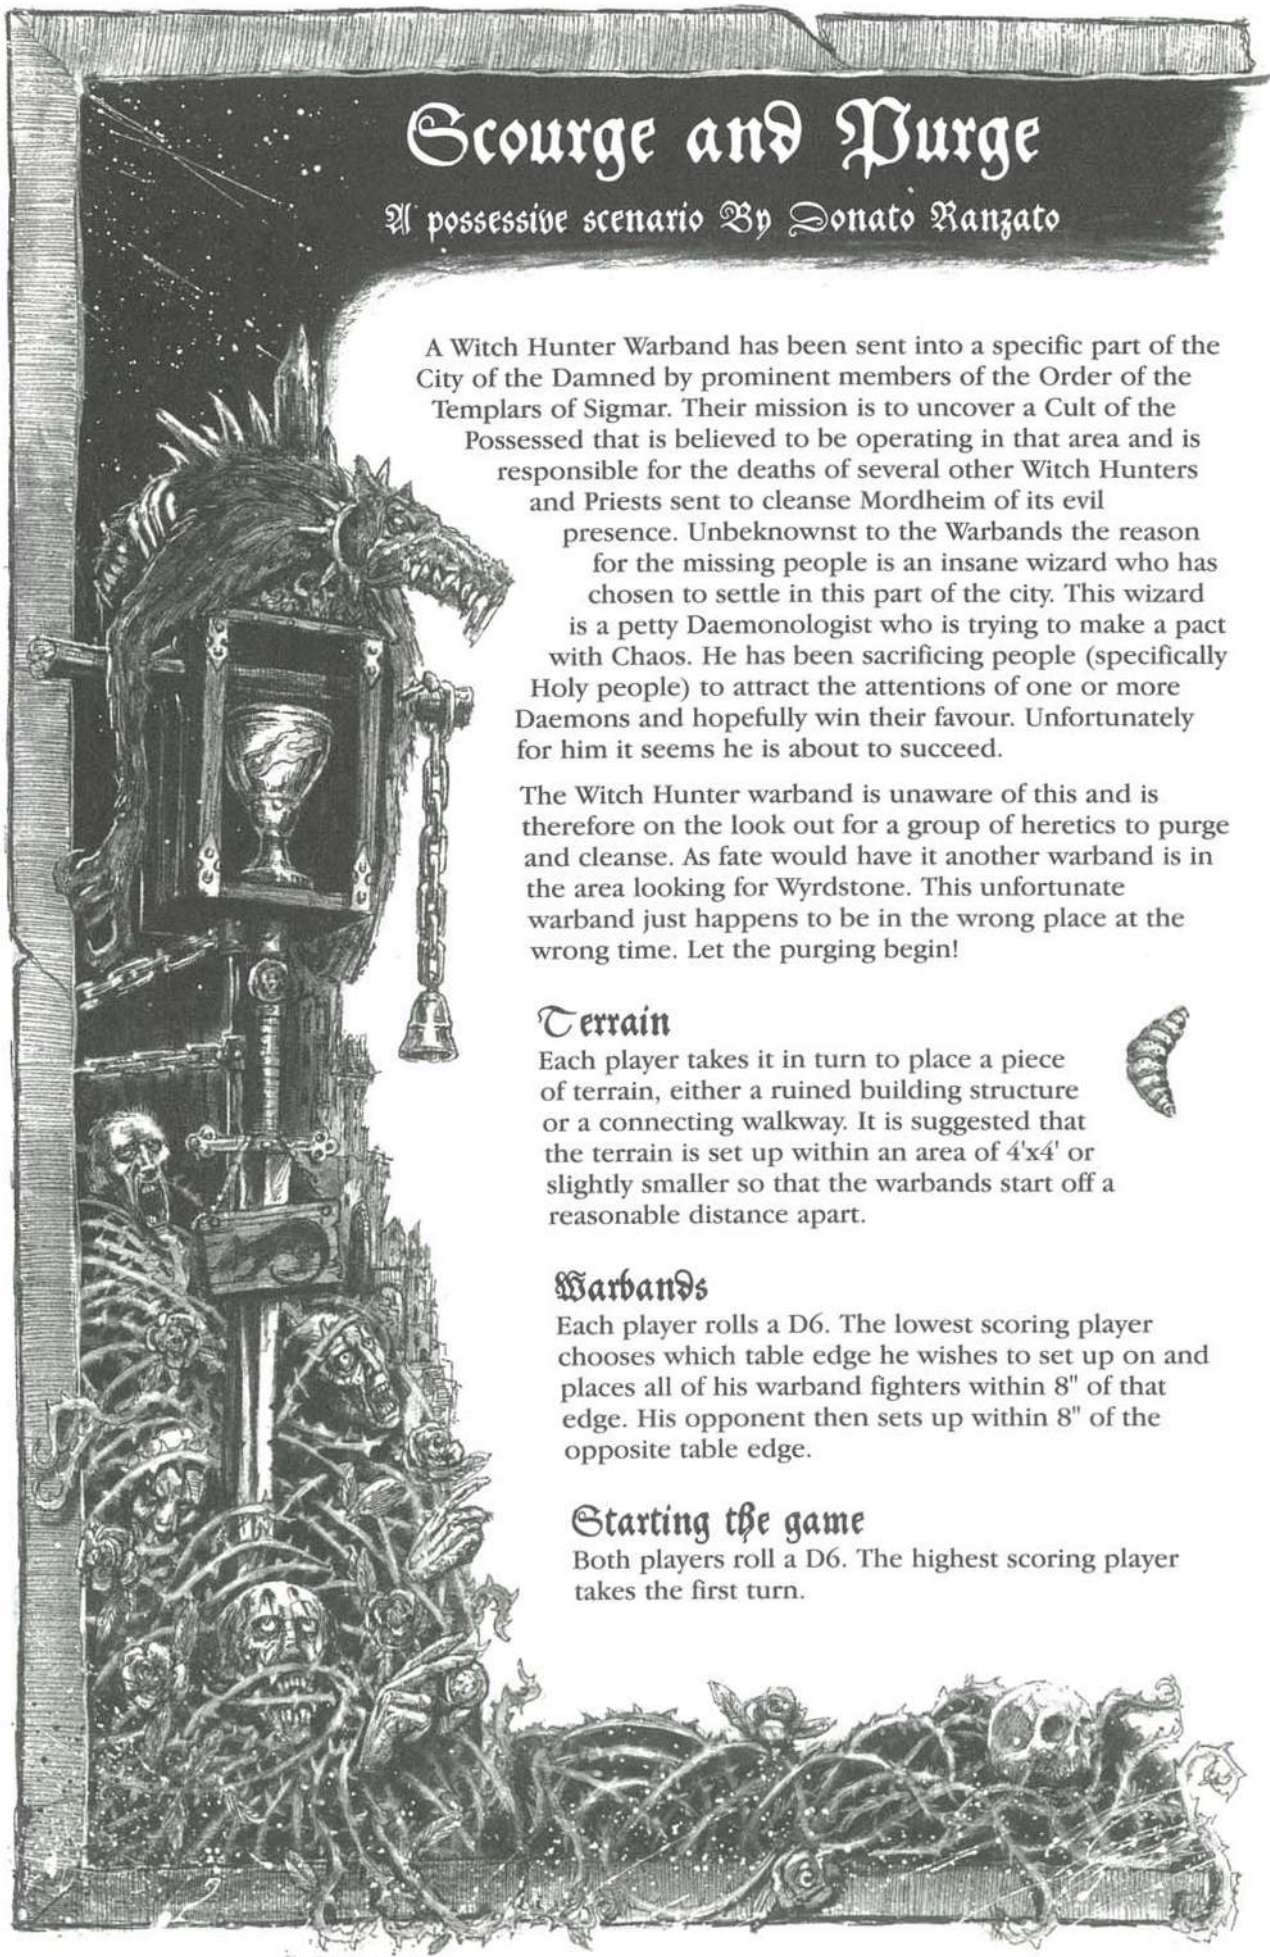 Scourge and Purge
A possessive scenario By Donato Ranzato
A Witch Hunter Warband has been sent into a specific part of the
City of the Damned by prominent members of the Order of the
Templars of Sigmar. Their mission is to uncover a Cult of the
Possessed that is believed to be operating in that area and is
responsible for the deaths of several other Witch Hunters
and Priests sent to cleanse Mordheim of its evil
presence. Unbeknownst to the Warbands the reason
for the missing people is an insane wizard who has
chosen to settle in this part of the city. This wizard
is a petty Daemonologist who is trying to make a pact
with Chaos. He has been sacrificing people (specifically
Holy people) to attract the attentions of one or more
Daemons and hopefully win their favour. Unfortunately
for him it seems he is about to succeed.
The Witch Hunter warband is unaware of this and is
therefore on the look out for a group of heretics to purge
and cleanse. As fate would have it another warband is in
the area looking for Wyrdstone. This unfortunate
warband just happens to be in the wrong place at the
wrong time. Let the purging begin!
Terrain
Each player takes it in turn to place a piece
of terrain, either a ruined building structure
or a connecting walkway. It is suggested that
the terrain is set up within an area of 4'x4' or
slightly smaller so that the warbands start off a
reasonable distance apart.
Warbands
Each player rolls a D6. The lowest scoring player
chooses which table edge he wishes to set up on and
places all of his warband fighters within 8" of that
edge. His opponent then sets up within 8" of the
opposite table edge.
Starting the game
Both players roll a D6. The highest scoring player
takes the first turn.